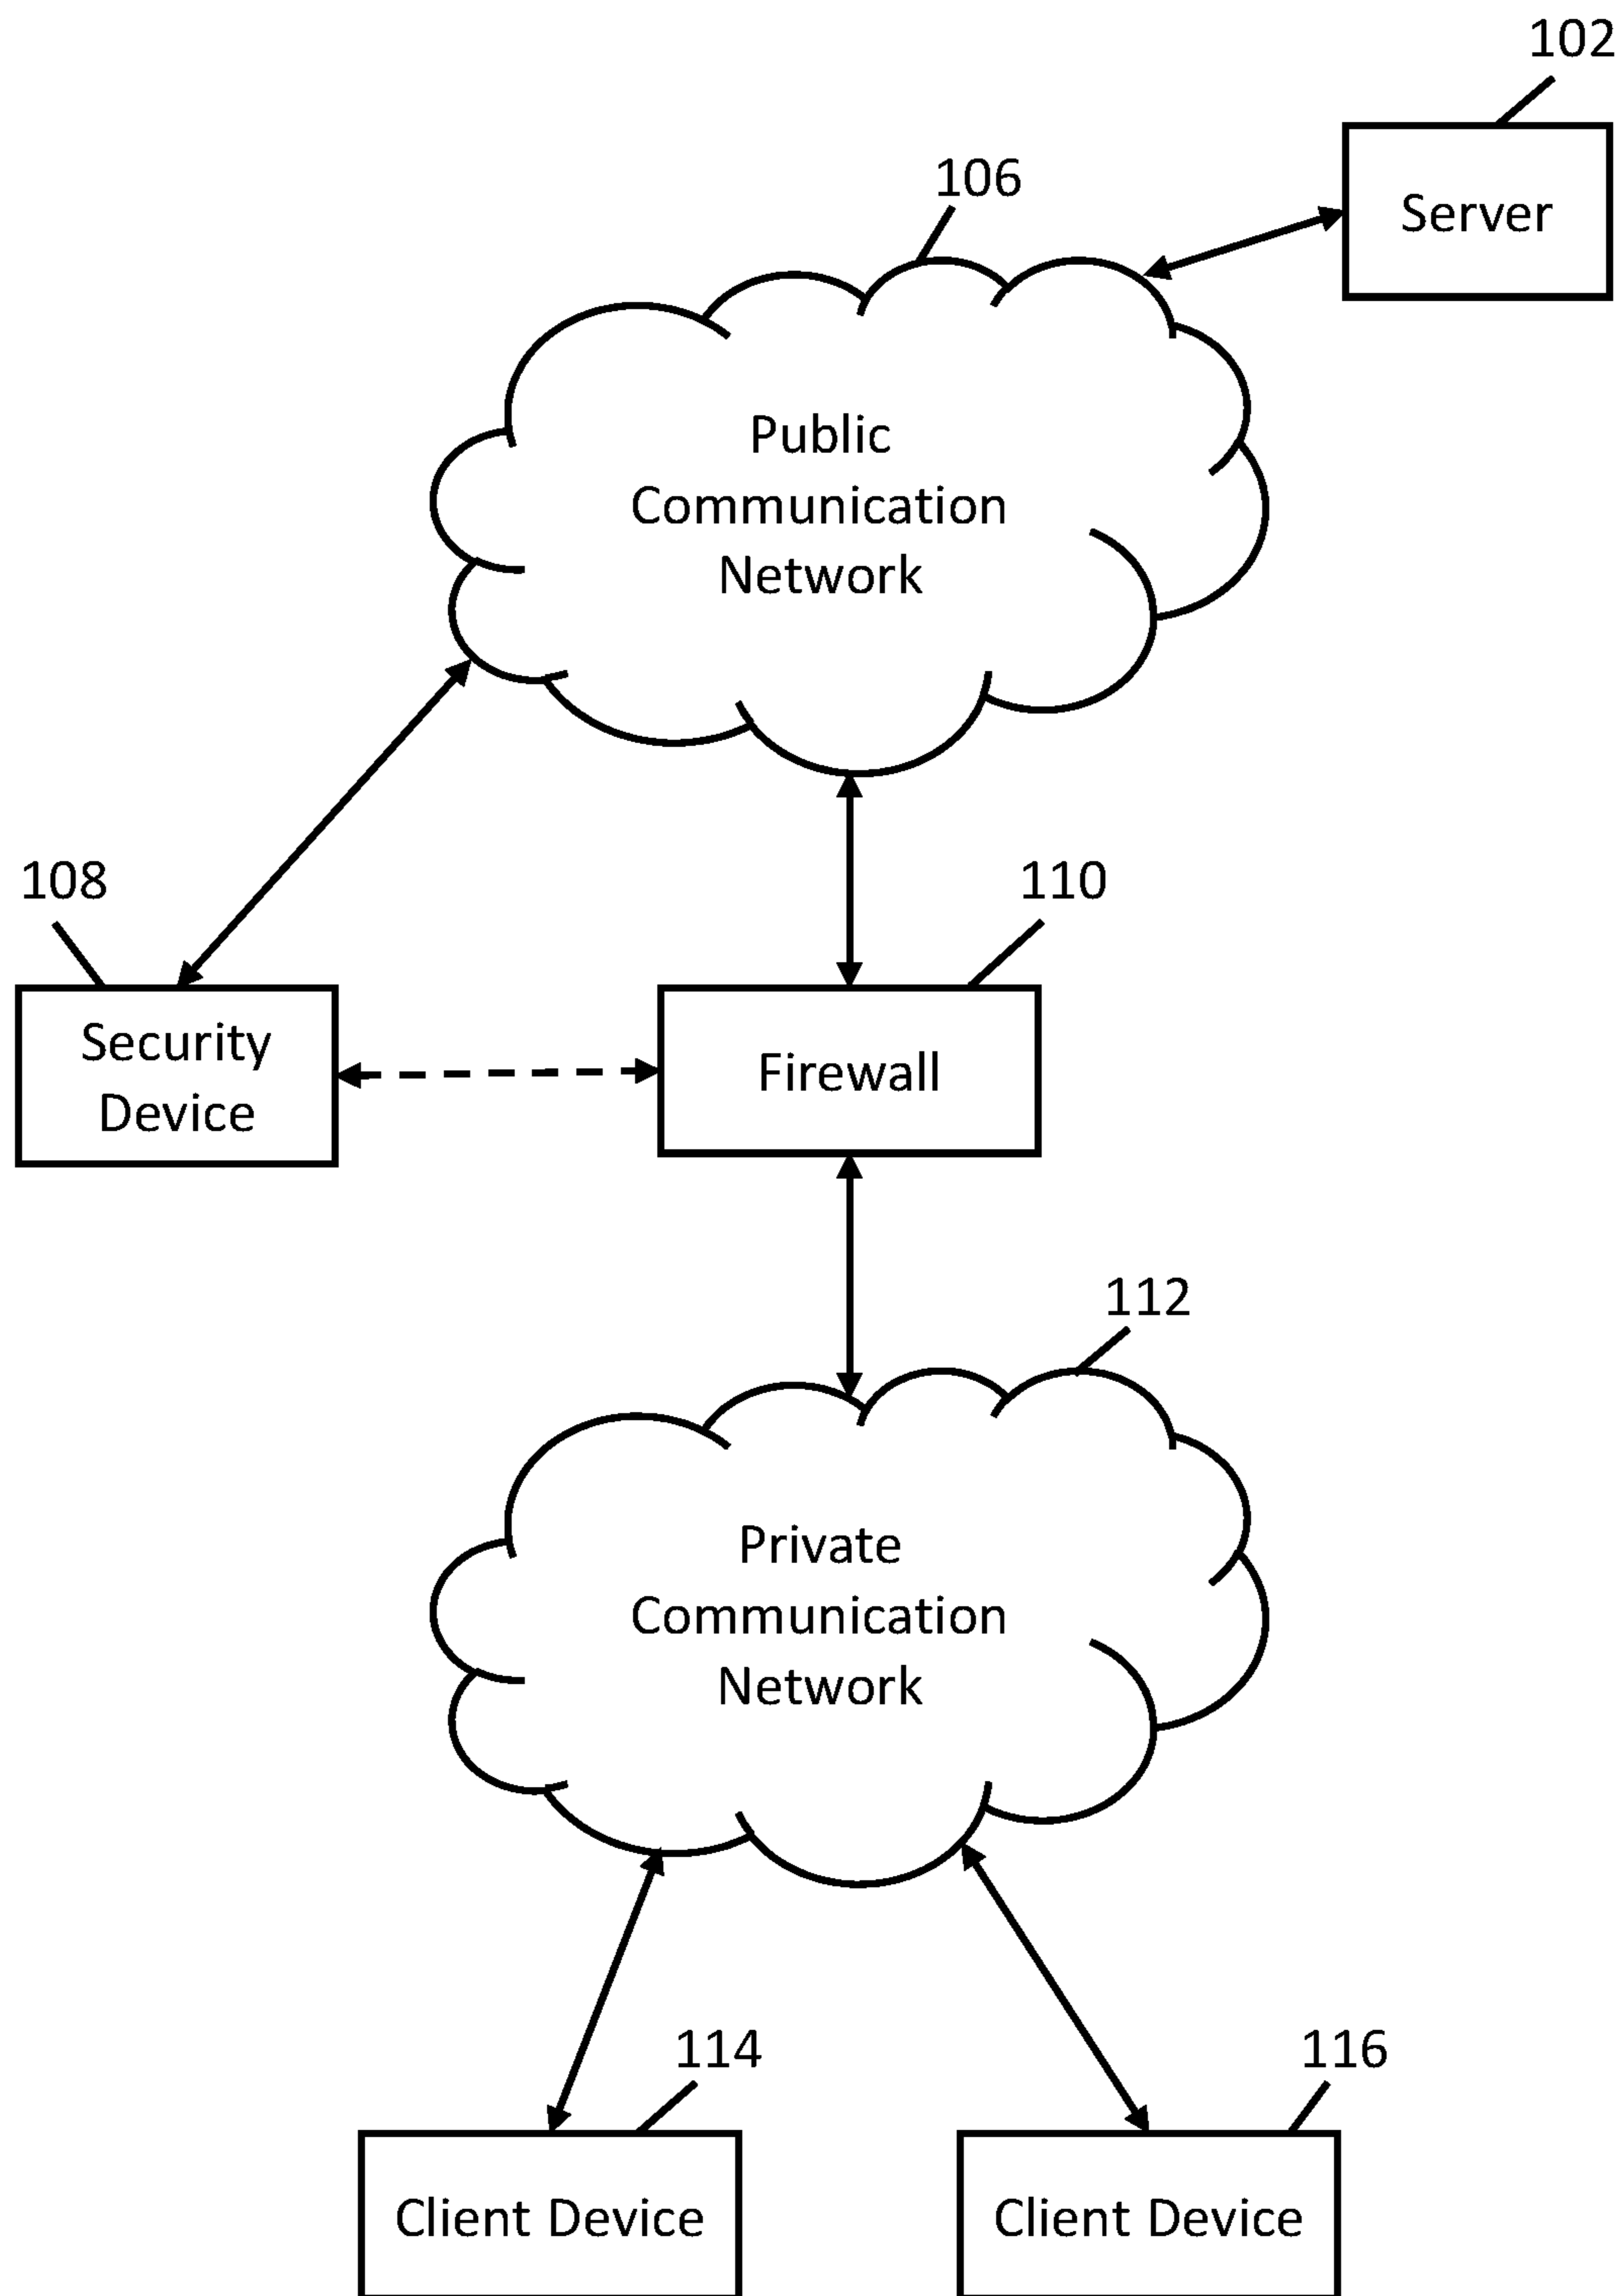 102
Server
106
Public
Communication
Network
108
110
Security
Device
Firewall
112
Private
Communication
Network
114
116
Client Device
Client Device